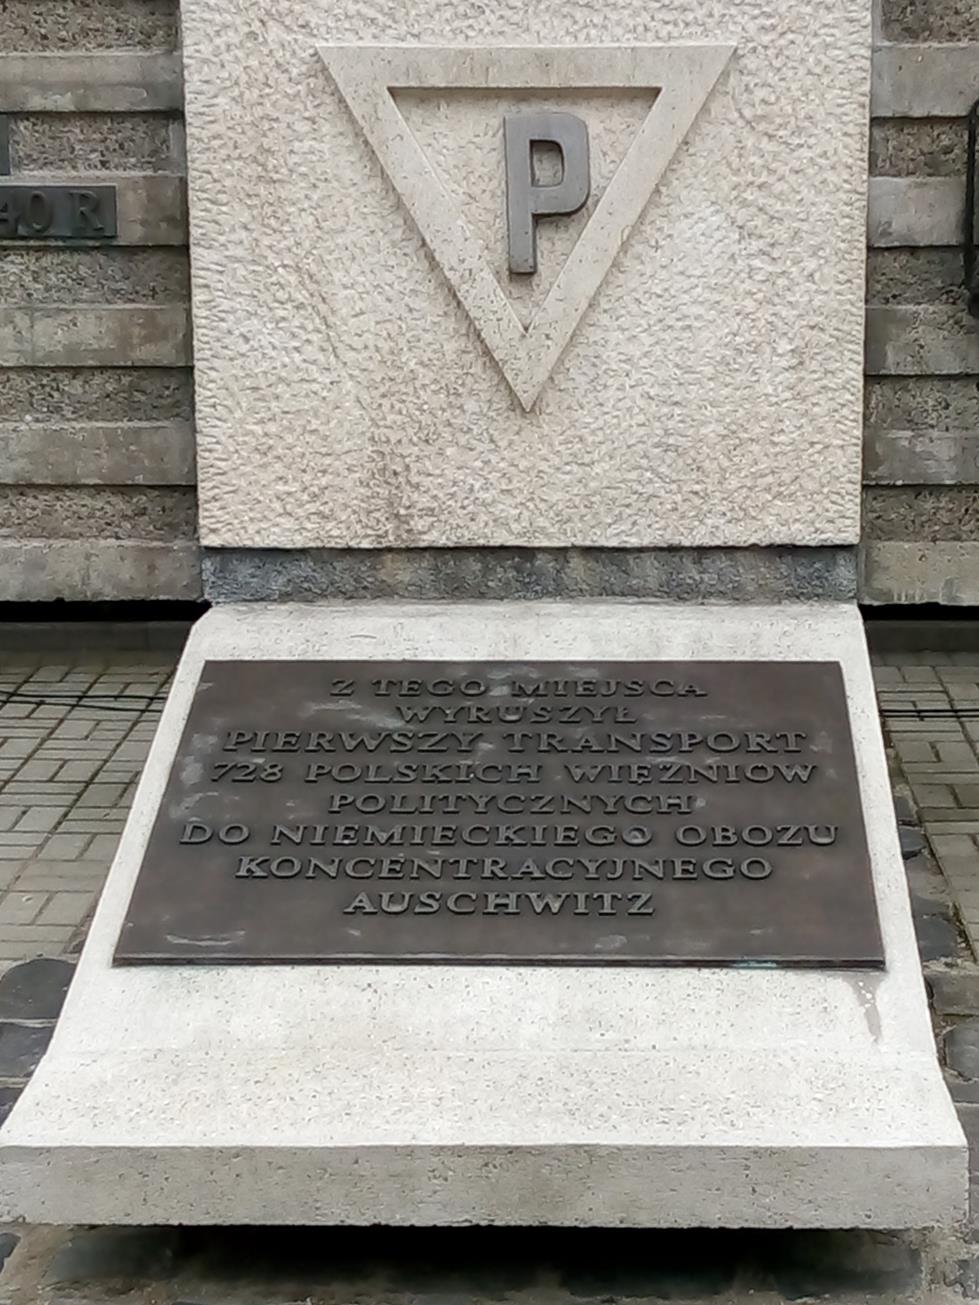 P
40 R
Z TEGO MIEJSCA
WYRUSZYŁ
PIERWSZY TRANSPORT
728 POLSKICH WIĘŹNIÓW
POLITYCZNYCH
DO NIEMIECKIEGO OBOZU
KONCENTRACYJNEGO
AUSCHWITZ